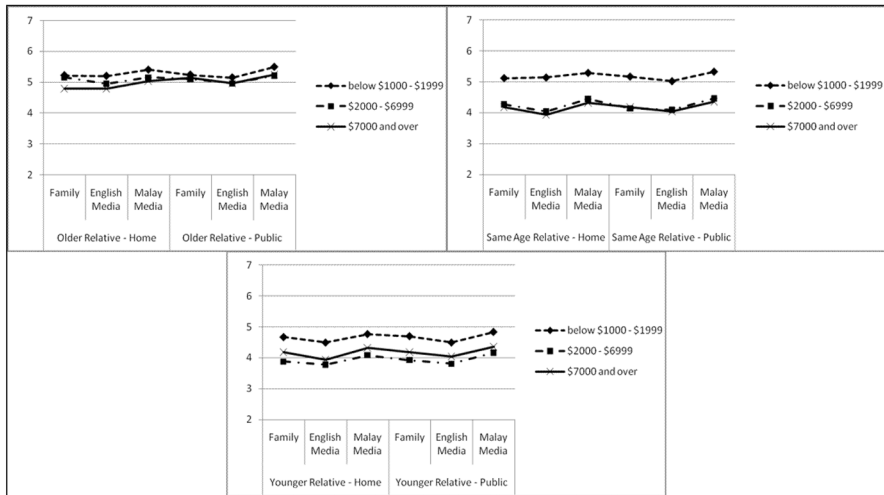 7
6
5
4
3
2
Family
English Media
Malay Media
Family
English Media
Malay Media
Older Relative - Home
Older Relative - Public
below $1000 - $1999
$2000 - $6999
$7000 and over
7
6
5
4
3
2
Family
English Media
Malay Media
Family
English Media
Malay Media
Same Age Relative - Home
Same Age Relative - Public
below $1000 - $1999
$2000 - $6999
$7000 and over
7
6
5
4
3
2
Family
English Media
Malay Media
Family
English Media
Malay Media
Younger Relative - Home
Younger Relative - Public
below $1000 - $1999
$2000 - $6999
$7000 and over